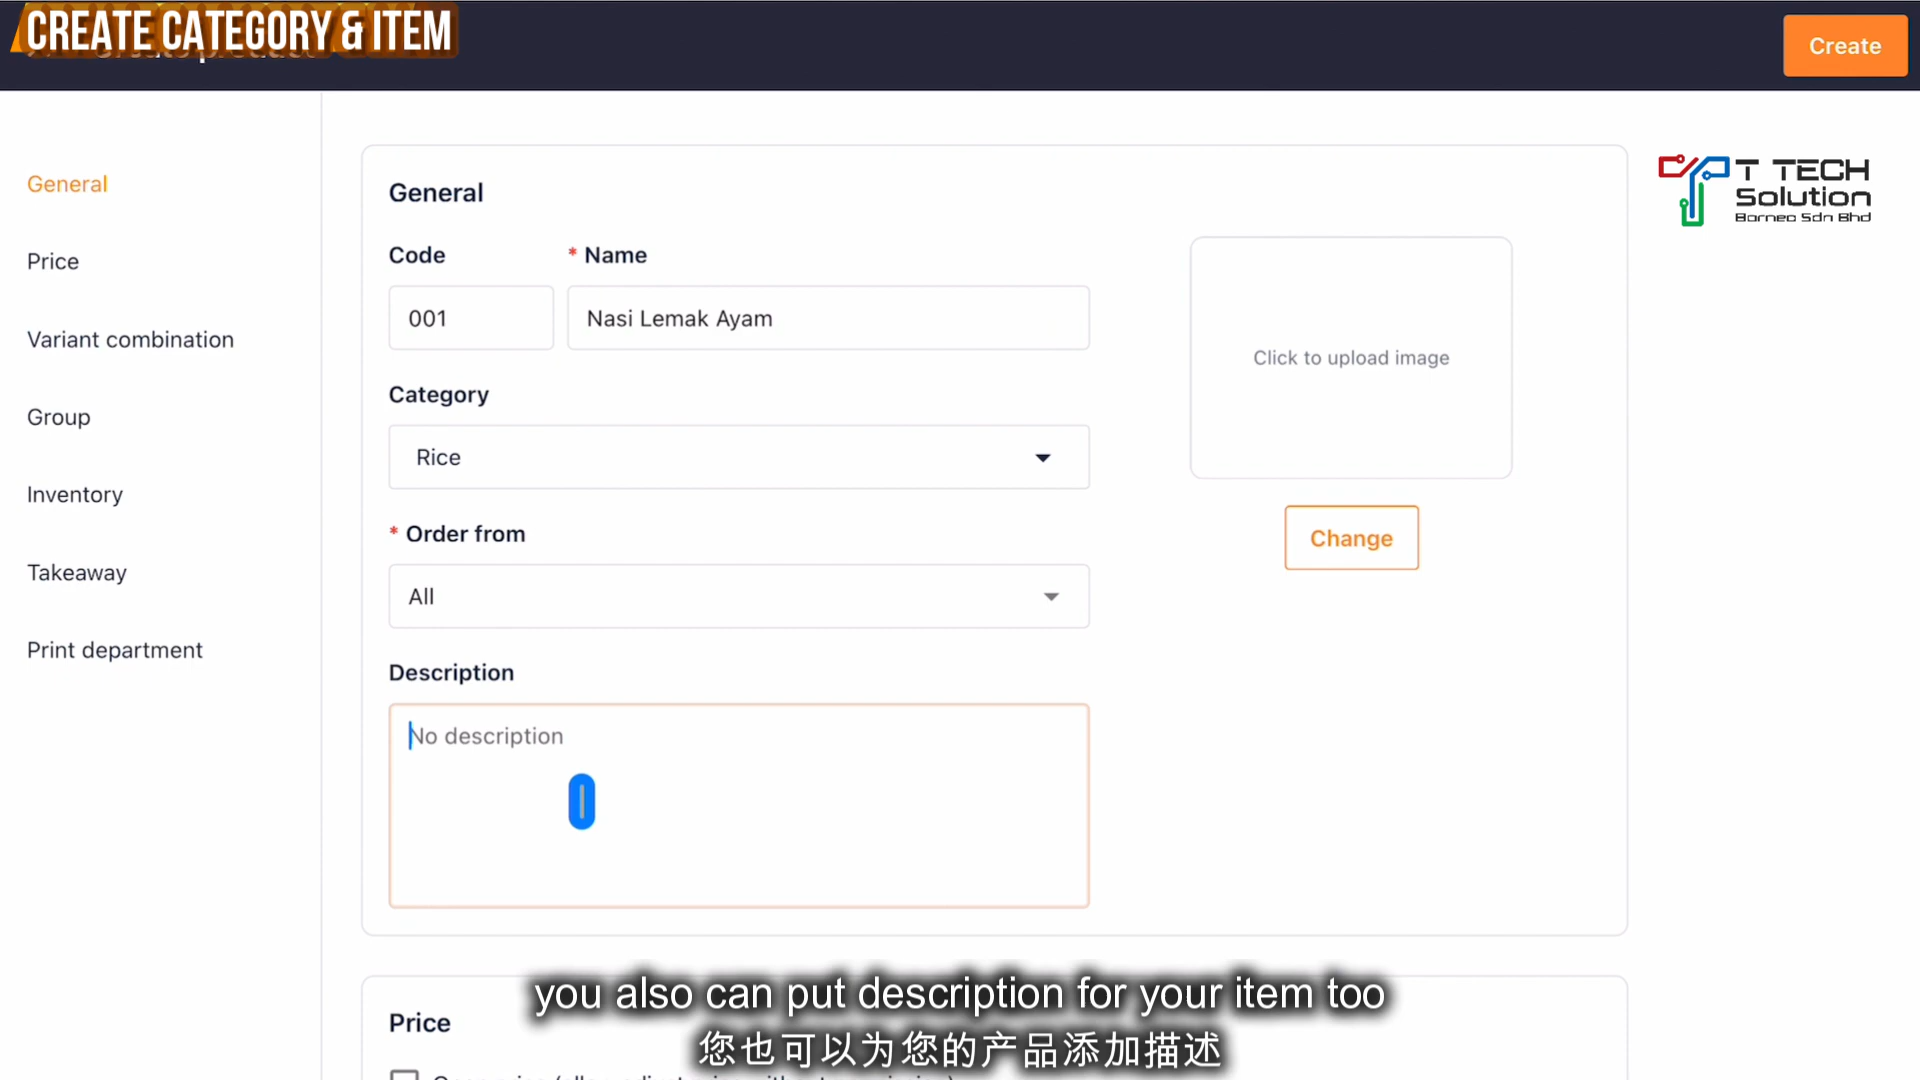 CREATE CATEGORY & ITEM
Create
General
Price
Variant combination
Group
Inventory
Takeaway
Print department
General
Code
* Name
001
Nasi Lemak Ayam
Category
Rice
* Order from
All
Description
No description
Click to upload image
Change
T TECH
Solution
Borneo Sdn Bhd
Price
you also can put description for your item too
您也可以为您的产品添加描述